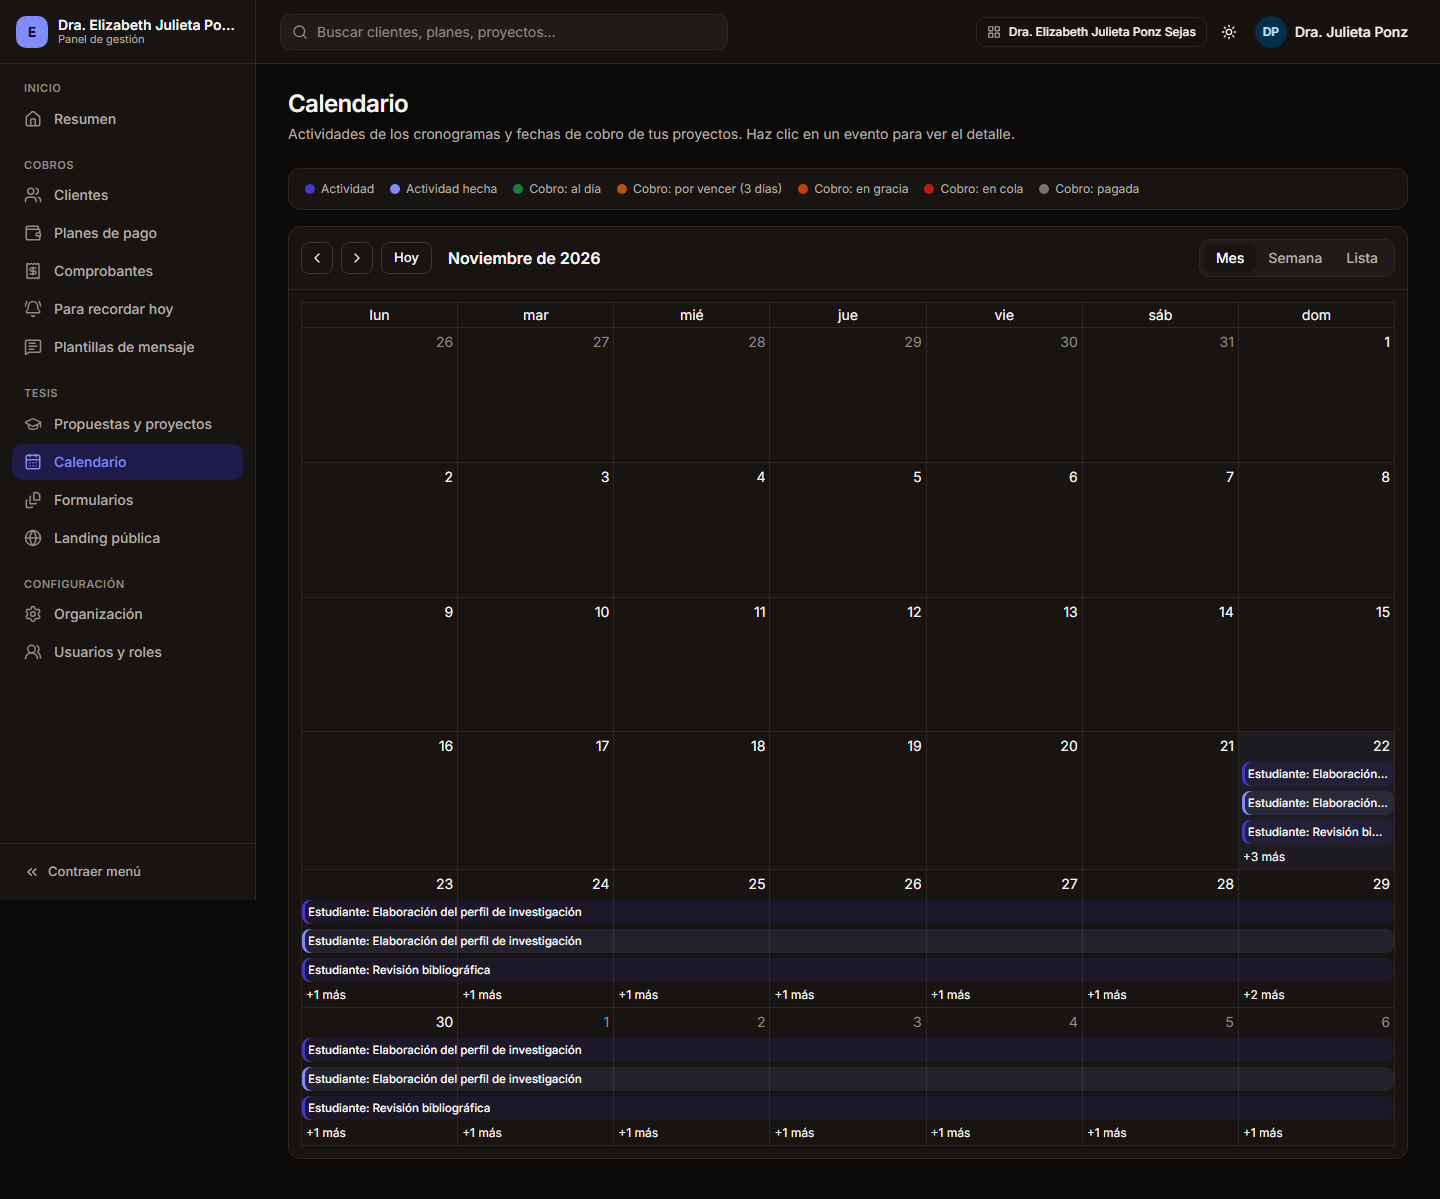 E
Dra. Elizabeth Julieta Po...
Panel de gestión
Buscar clientes, planes, proyectos...
Dra. Elizabeth Julieta Ponz Sejas
DP
Dra. Julieta Ponz
INICIO
Resumen
COBROS
Clientes
Planes de pago
Comprobantes
Para recordar hoy
Plantillas de mensaje
TESIS
Propuestas y proyectos
Calendario
Formularios
Landing pública
CONFIGURACIÓN
Organización
Usuarios y roles
Contraer menú
Calendario
Actividades de los cronogramas y fechas de cobro de tus proyectos. Haz clic en un evento para ver el detalle.
Actividad Actividad hecha Cobro: al día Cobro: por vencer (3 días) Cobro: en gracia Cobro: en cola Cobro: pagada
Hoy Noviembre de 2026 Mes Semana Lista
lun mar mié jue vie sáb dom
26 27 28 29 30 31 1
2 3 4 5 6 7 8
9 10 11 12 13 14 15
16 17 18 19 20 21 22
Estudiante: Elaboración...
Estudiante: Elaboración...
Estudiante: Revisión bi...
+3 más
23 24 25 26 27 28 29
Estudiante: Elaboración del perfil de investigación
Estudiante: Elaboración del perfil de investigación
Estudiante: Revisión bibliográfica
+1 más +1 más +1 más +1 más +1 más +1 más +2 más
30 1 2 3 4 5 6
Estudiante: Elaboración del perfil de investigación
Estudiante: Elaboración del perfil de investigación
Estudiante: Revisión bibliográfica
+1 más +1 más +1 más +1 más +1 más +1 más +1 más